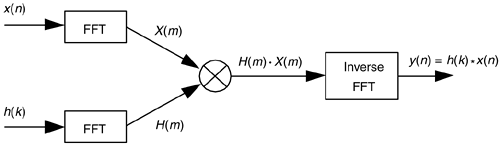 x(n)
FFT
X(m)
H(m) · X(m)
Inverse
FFT
y(n) = h(k) * x(n)
h(k)
FFT
H(m)